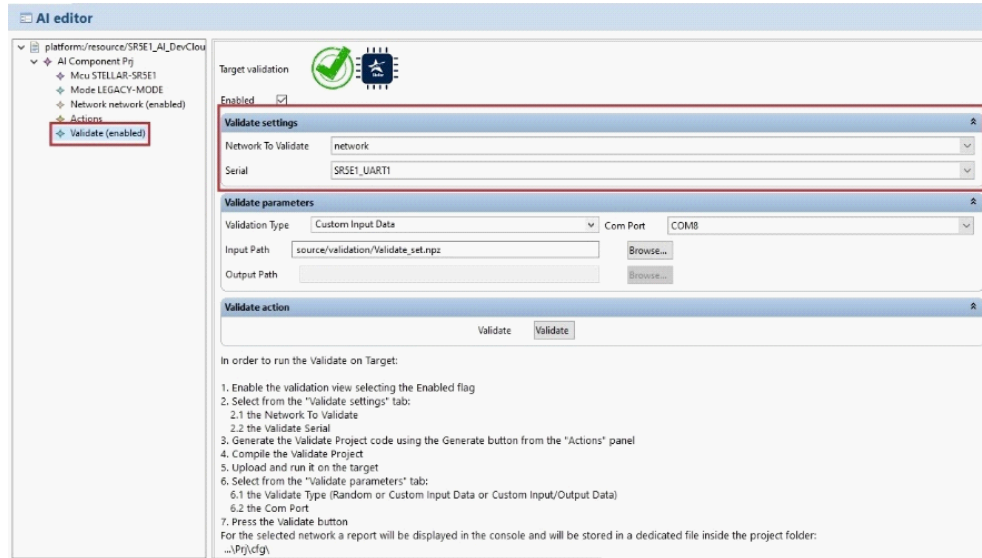 AI editor
platform:/resource/SR5E1_AI_DevClou
AI Component Prj
Mcu STELLAR-SR5E1
Mode LEGACY-MODE
Network network (enabled)
Actions
Validate (enabled)
Target validation
Enabled
Validate settings
Network To Validate network
Serial SR5E1_UART1
Validate parameters
Validation Type Custom Input Data Com Port COM8
Input Path source/validation/Validate_set.npz Browse...
Output Path Browse...
Validate action
Validate Validate
In order to run the Validate on Target:
1. Enable the validation view selecting the Enabled flag
2. Select from the "Validate settings" tab:
2.1 the Network To Validate
2.2 the Validate Serial
3. Generate the Validate Project code using the Generate button from the "Actions" panel
4. Compile the Validate Project
5. Upload and run it on the target
6. Select from the "Validate parameters" tab:
6.1 the Validate Type (Random or Custom Input Data or Custom Input/Output Data)
6.2 the Com Port
7. Press the Validate button
For the selected network a report will be displayed in the console and will be stored in a dedicated file inside the project folder:
...\Prj\cfg\